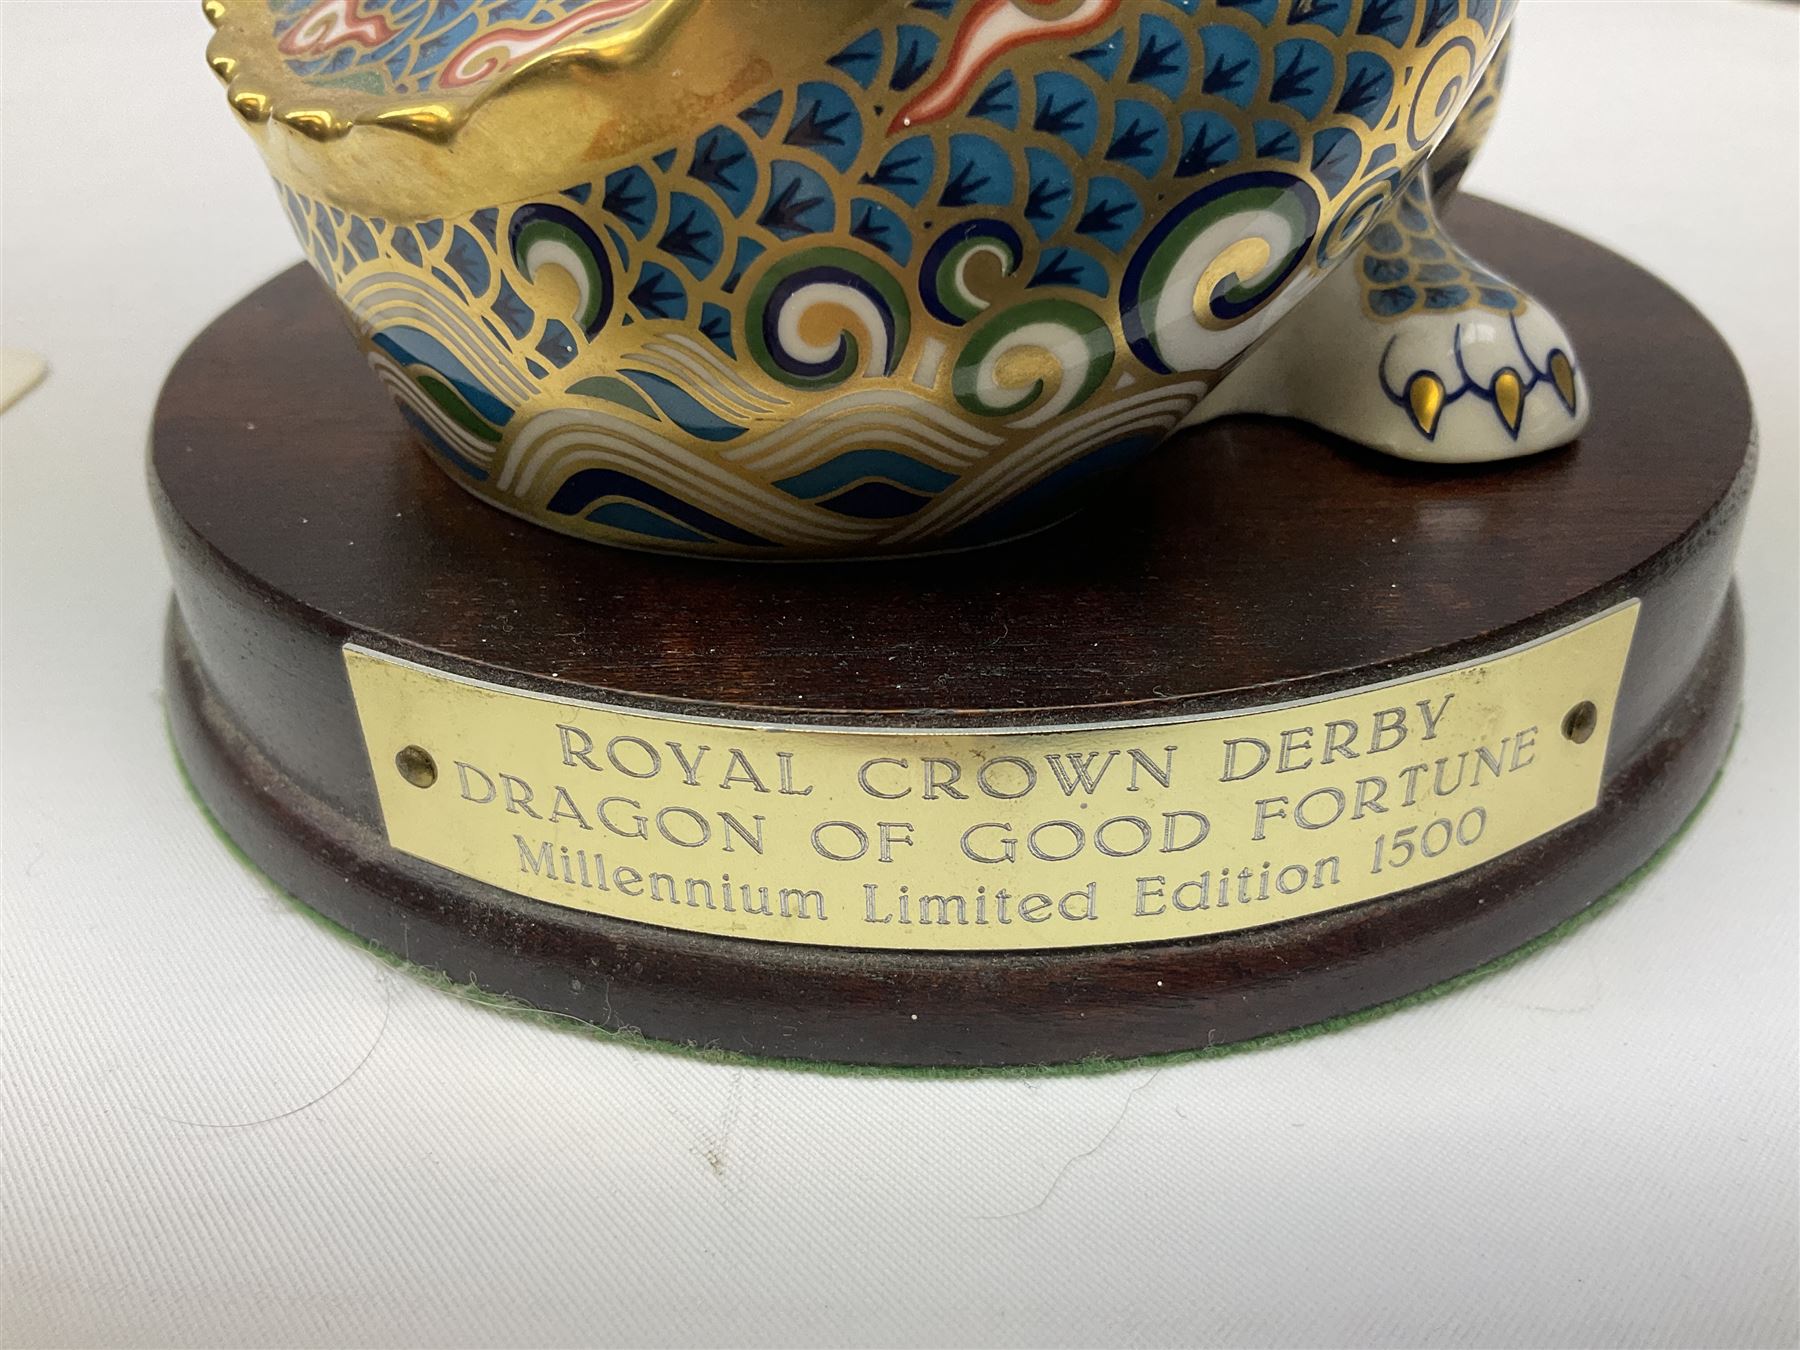 ROYAL CROWN DERBY
DRAGON OF GOOD FORTUNE
Millennium Limited Edition 1500